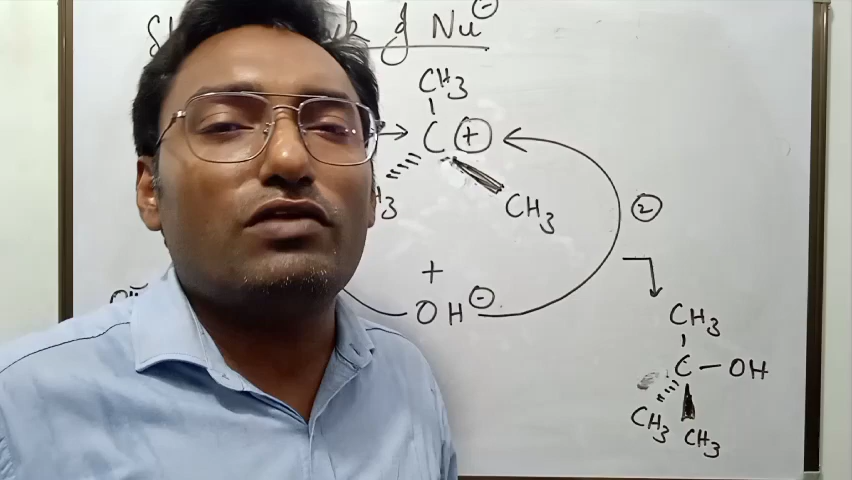 Nu⁻
CH₃
C ⊕
CH₃
②
+
OH⊖
CH₃
C – OH
CH₃ CH₃